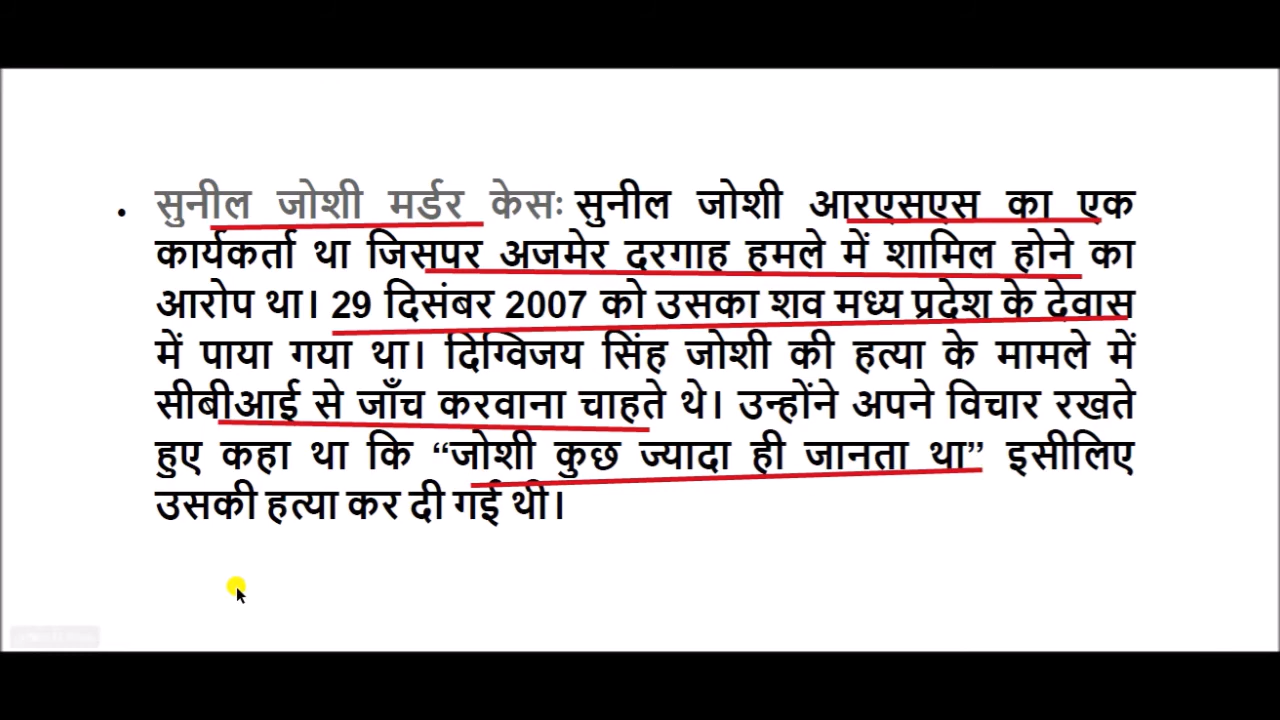 • सुनील जोशी मर्डर केसः सुनील जोशी आरएसएस का एक
कार्यकर्ता था जिसपर अजमेर दरगाह हमले में शामिल होने का
आरोप था। 29 दिसंबर 2007 को उसका शव मध्य प्रदेश के देवास
में पाया गया था। दिग्विजय सिंह जोशी की हत्या के मामले में
सीबीआई से जाँच करवाना चाहते थे। उन्होंने अपने विचार रखते
हुए कहा था कि “जोशी कुछ ज्यादा ही जानता था” इसीलिए
उसकी हत्या कर दी गई थी।